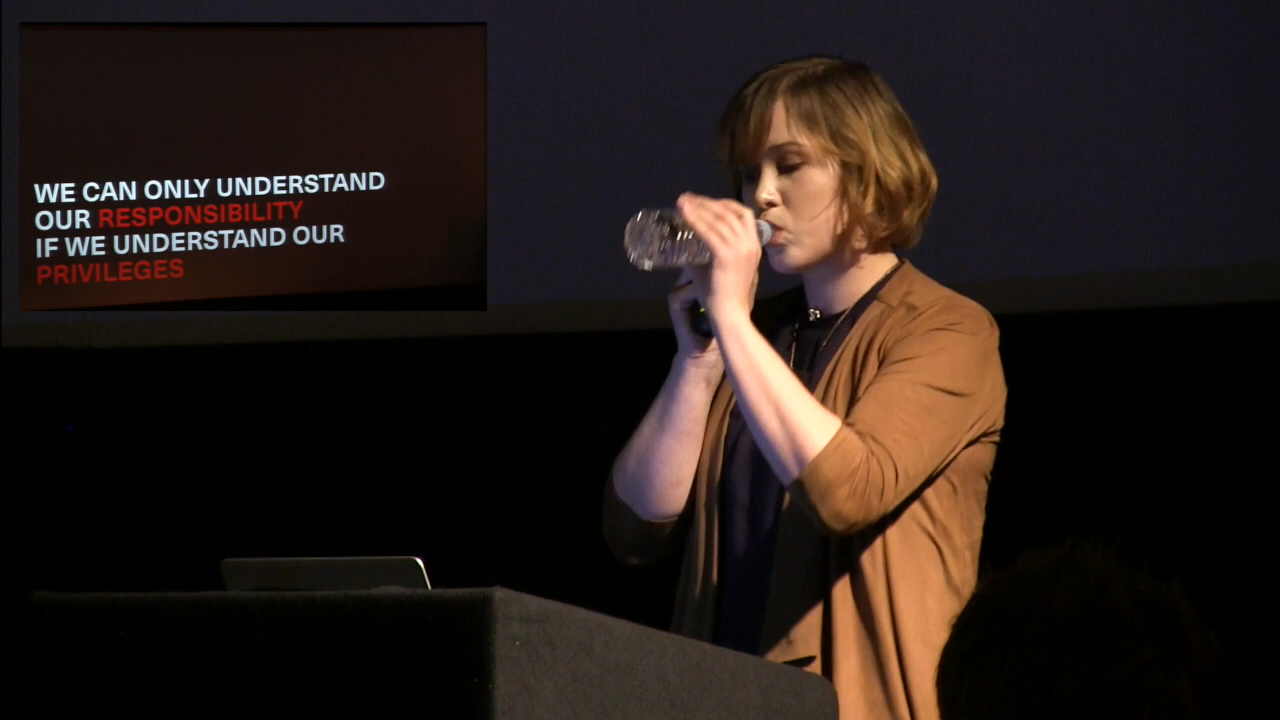 WE CAN ONLY UNDERSTAND
OUR RESPONSIBILITY
IF WE UNDERSTAND OUR
PRIVILEGES